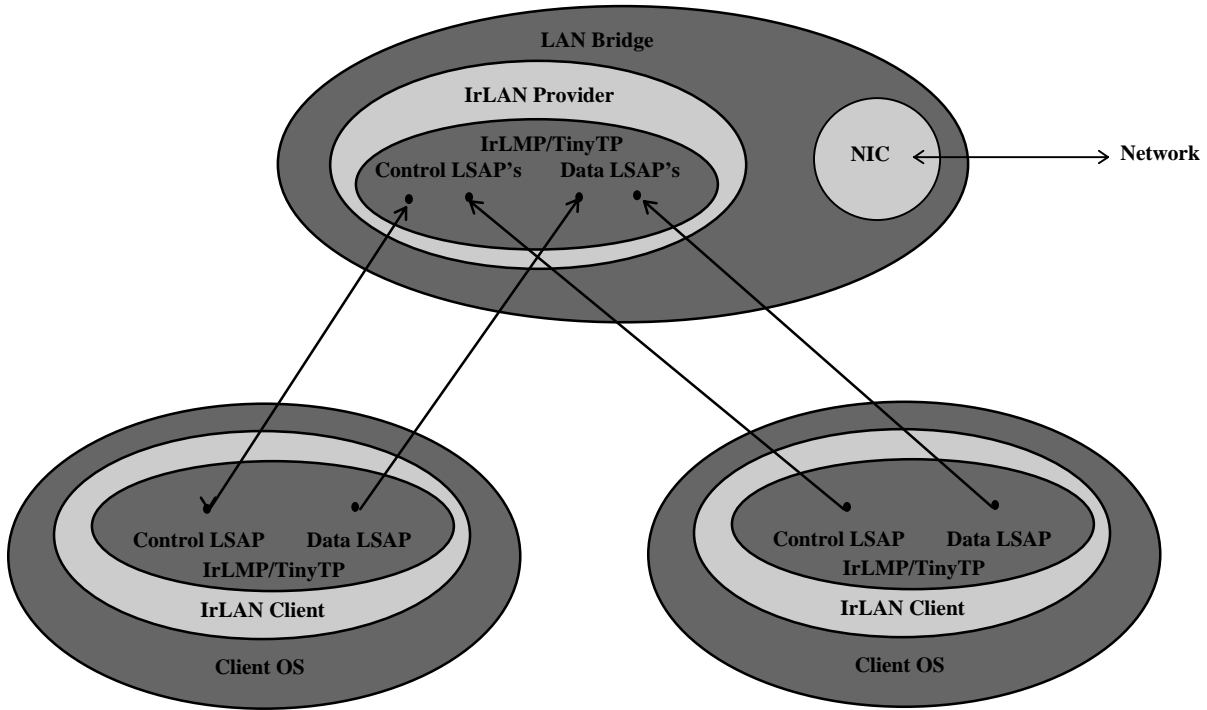 LAN Bridge
IrLAN Provider
IrLMP/TinyTP
Control LSAP's Data LSAP's
NIC
Network
Control LSAP Data LSAP
IrLMP/TinyTP
IrLAN Client
Client OS
Control LSAP Data LSAP
IrLMP/TinyTP
IrLAN Client
Client OS